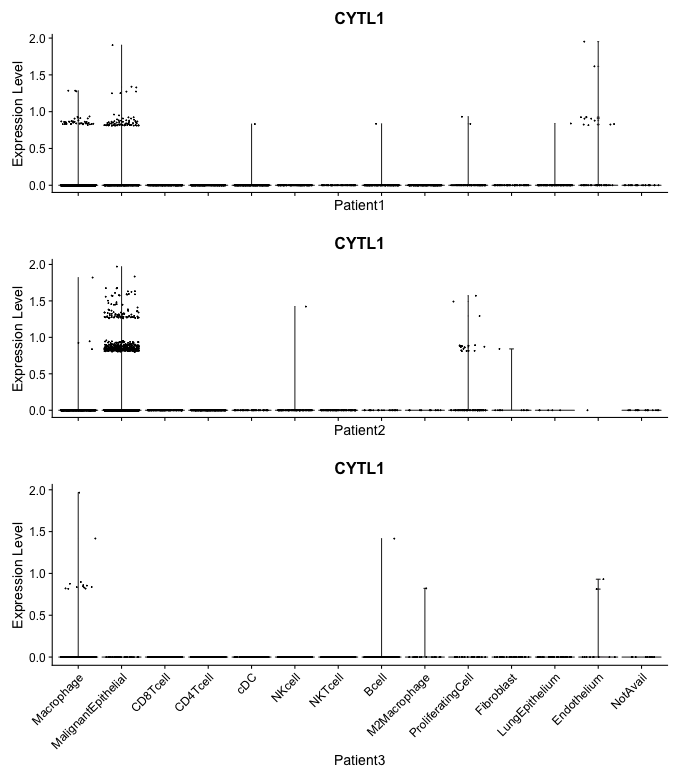 CYTL1
2.0
1.5
1.0
0.5
0.0
Expression Level
Patient1
CYTL1
2.0
1.5
1.0
0.5
0.0
Expression Level
Patient2
CYTL1
2.0
1.5
1.0
0.5
0.0
Expression Level
Macrophage
MalignantEpithelial
CD8Tcell
CD4Tcell
cDC
NKcell
NKTcell
Bcell
M2Macrophage
ProliferatingCell
Fibroblast
LungEpithelium
Endothelium
NotAvail
Patient3